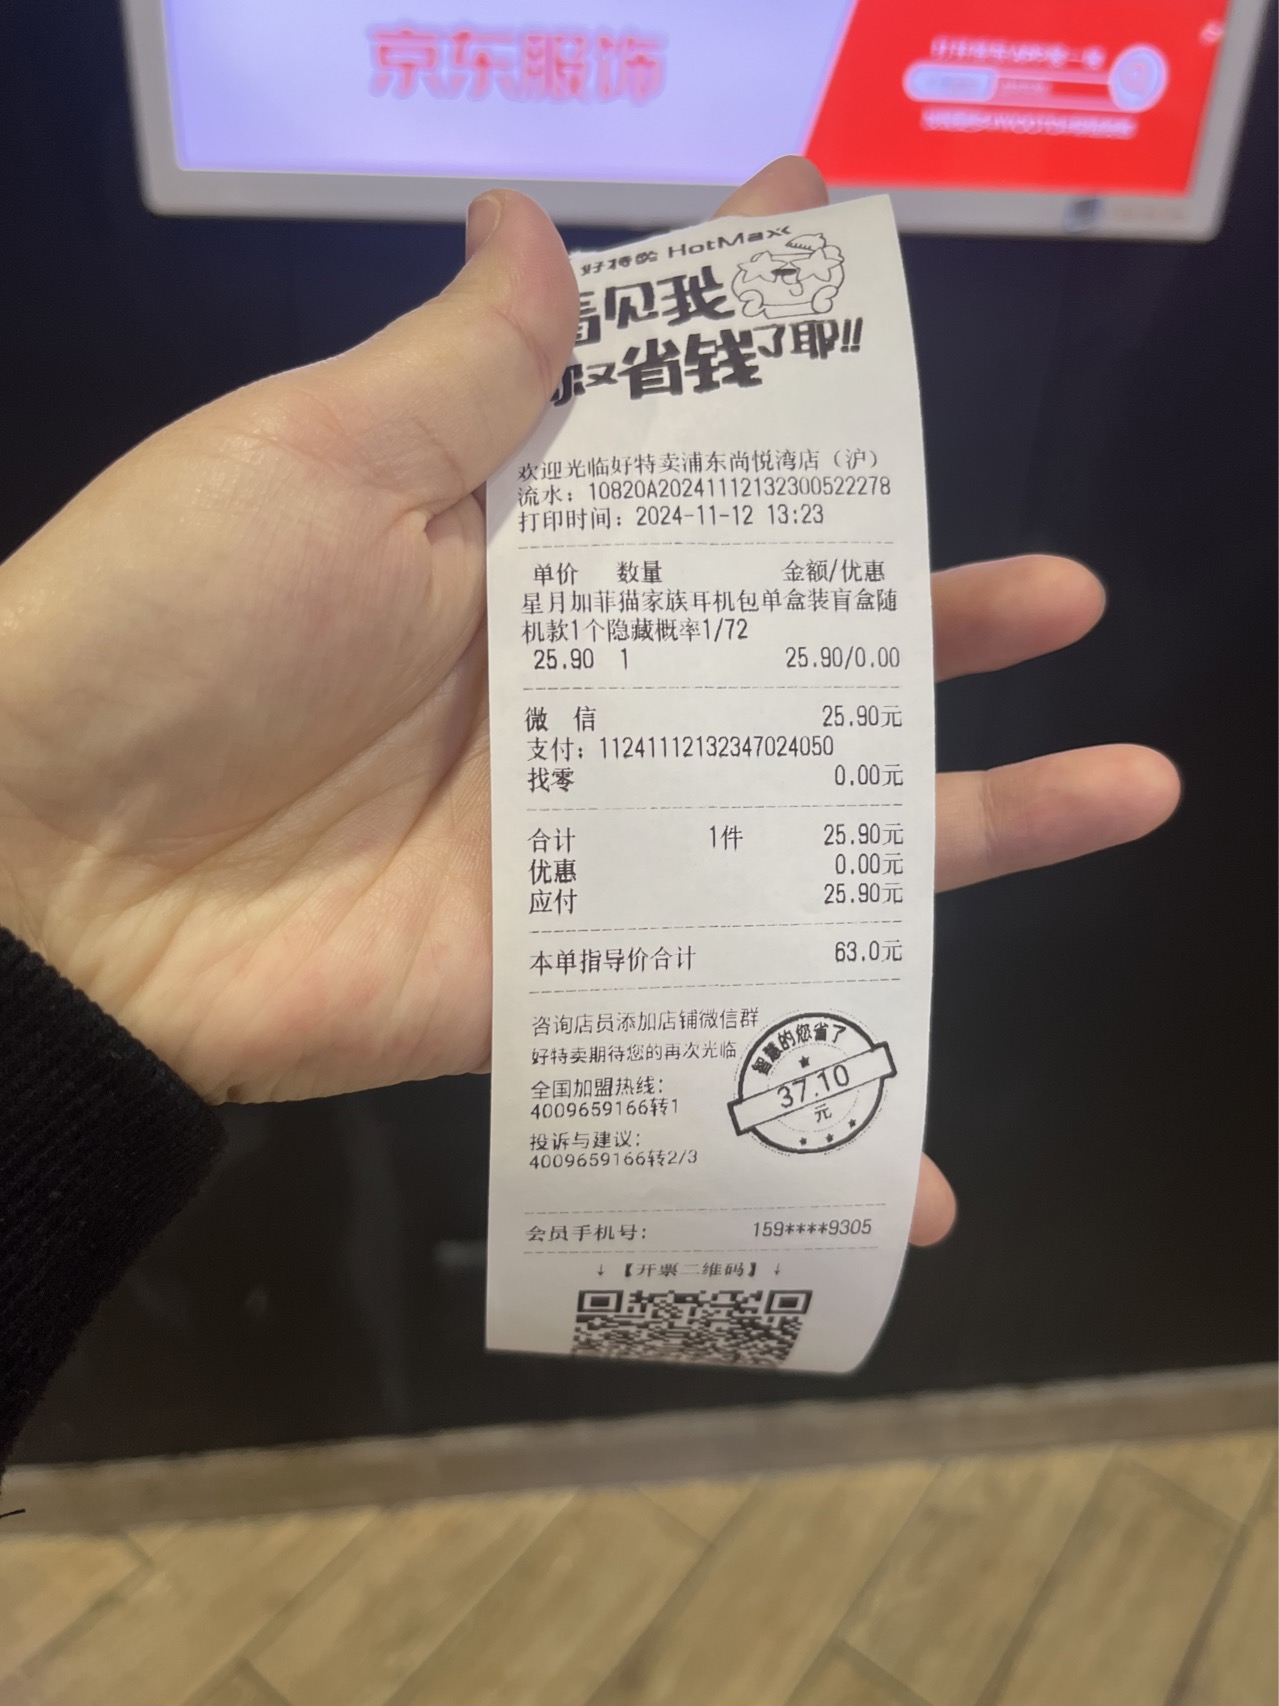 京东服饰
好特卖 HotMaxx
看见我
你又省钱了耶!!!
欢迎光临好特卖浦东尚悦湾店（沪）
流水：10820A20241112132300522278
打印时间：2024-11-12 13:23
单价 数量 金额/优惠
星月加菲猫家族耳机包单盒装盲盒随
机款1个隐藏概率1/72
25.90 1 25.90/0.00
微 信 25.90元
支付：11241112132347024050
找零 0.00元
合计 1件 25.90元
优惠 0.00元
应付 25.90元
本单指导价合计 63.0元
咨询店员添加店铺微信群
好特卖期待您的再次光临
全国加盟热线：
4009659166转1
投诉与建议：
4009659166转2/3
智慧的您省了
37.10
元
会员手机号： 159****9305
↓【开票二维码】↓